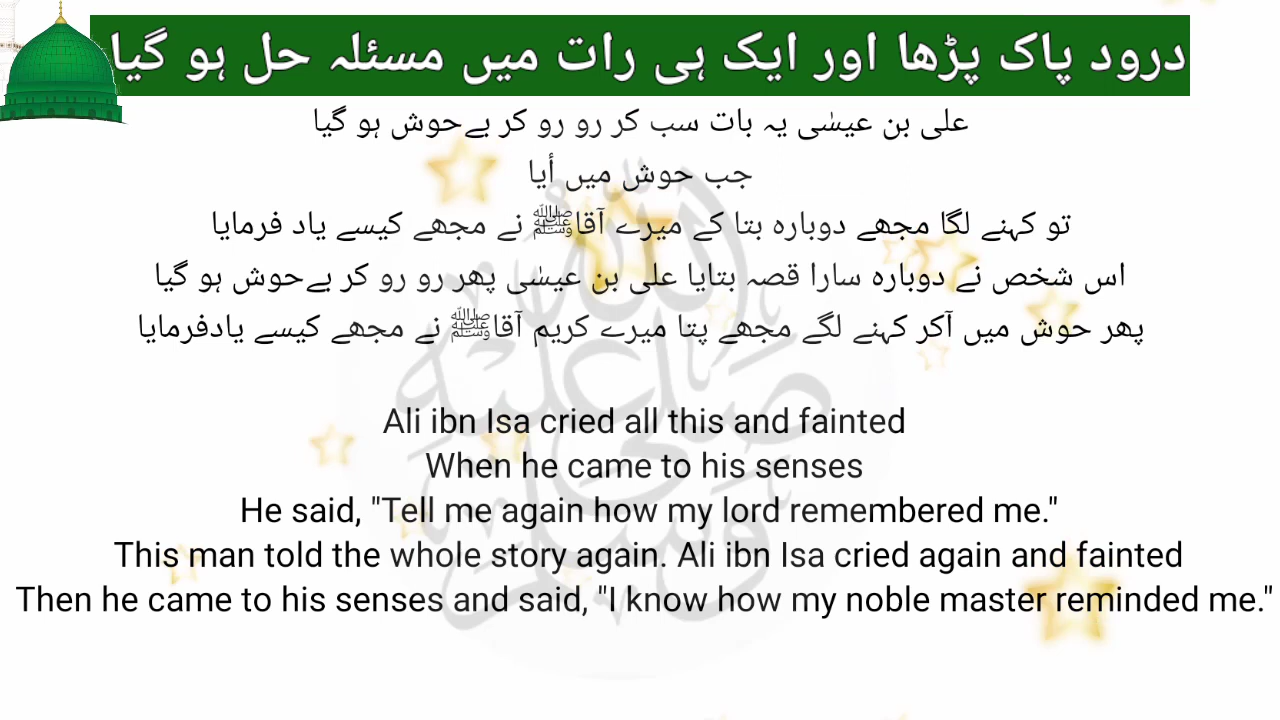 درود پاک پڑھا اور ایک ہی رات میں مسئلہ حل ہو گیا
علی بن عیسٰی یہ بات سب کر رو رو کر بےحوش ہو گیا
جب حوش میں أیا
تو کہنے لگا مجھے دوبارہ بتا کے میرے آقاﷺ نے مجھے کیسے یاد فرمایا
اس شخص نے دوبارہ سارا قصہ بتایا علی بن عیسٰی پھر رو رو کر بےحوش ہو گیا
پھر حوش میں آکر کہنے لگے مجھے پتا میرے کریم آقاﷺ نے مجھے کیسے یادفرمایا
Ali ibn Isa cried all this and fainted
When he came to his senses
He said, "Tell me again how my lord remembered me."
This man told the whole story again. Ali ibn Isa cried again and fainted
Then he came to his senses and said, "I know how my noble master reminded me."
صلى الله عليه وسلم